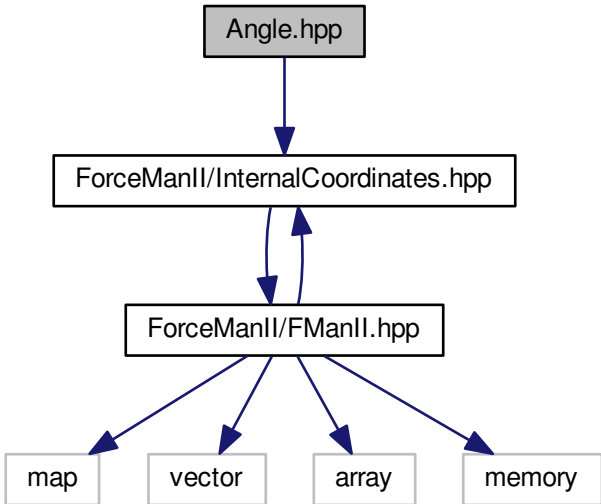 Angle.hpp
ForceManII/InternalCoordinates.hpp
ForceManII/FManII.hpp
map
vector
array
memory